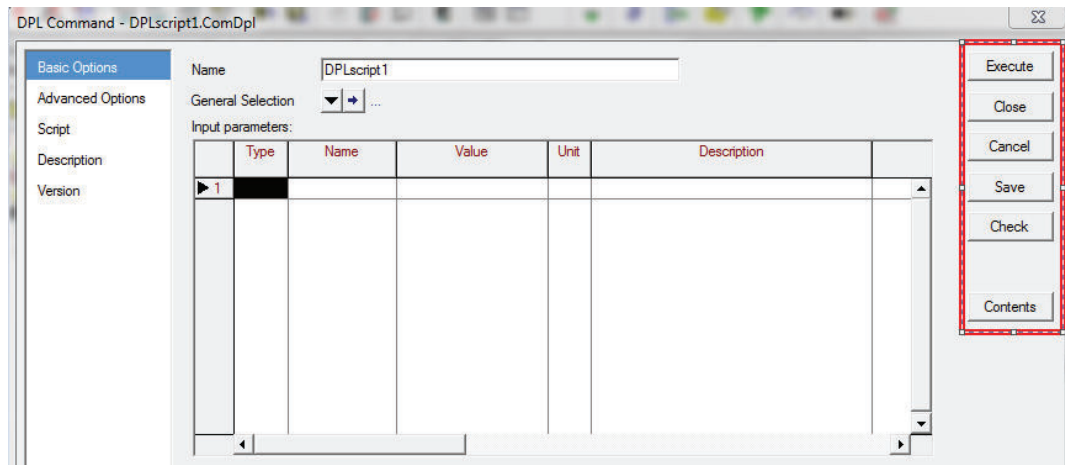 DPL Command - DPLscript1.ComDpl
Basic Options
Advanced Options
Script
Description
Version
Name DPLscript1
General Selection ...
Input parameters:
Type Name Value Unit Description
1
Execute
Close
Cancel
Save
Check
Contents